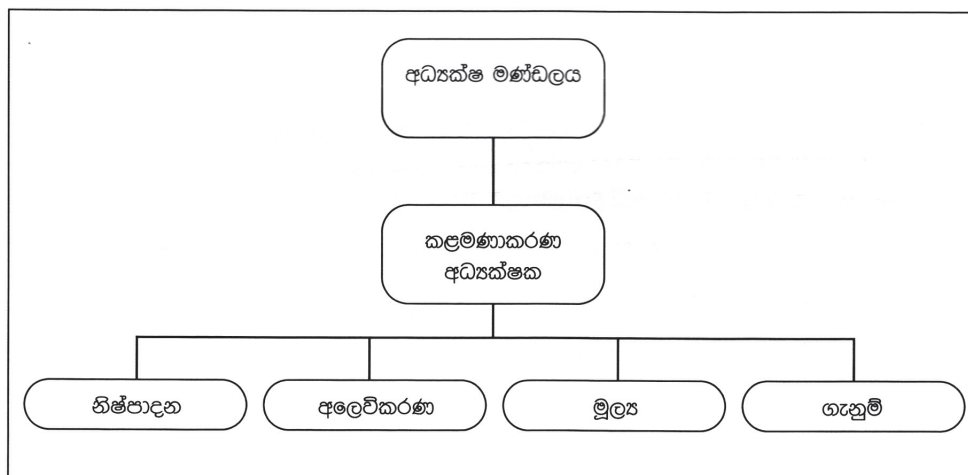 අධ්‍යක්ෂ මණ්ඩලය
කළමණාකරණ
අධ්‍යක්ෂක
නිෂ්පාදන
අලෙවිකරණ
මූල්‍ය
ගැනුම්